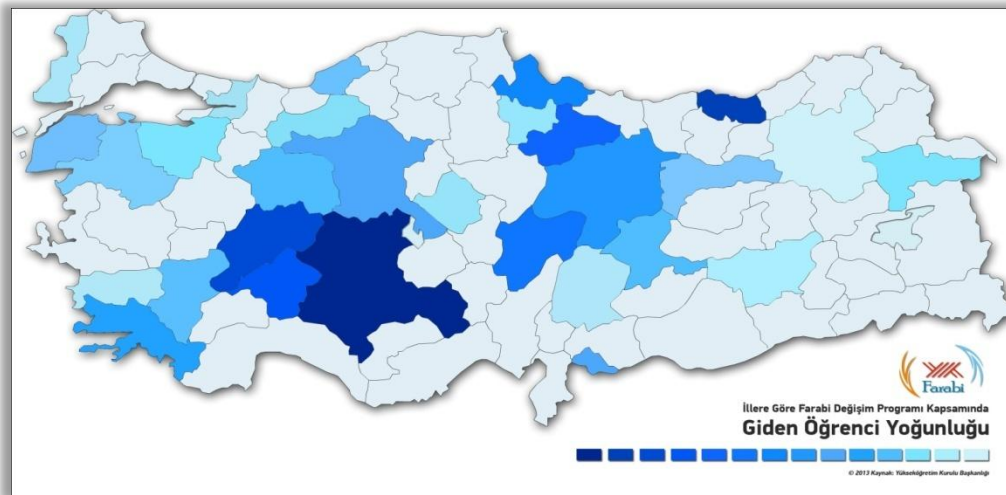 Farabi
İllere Göre Farabi Değişim Programı Kapsamında
Giden Öğrenci Yoğunluğu
© 2013 Kaynak: Yükseköğretim Kurulu Başkanlığı